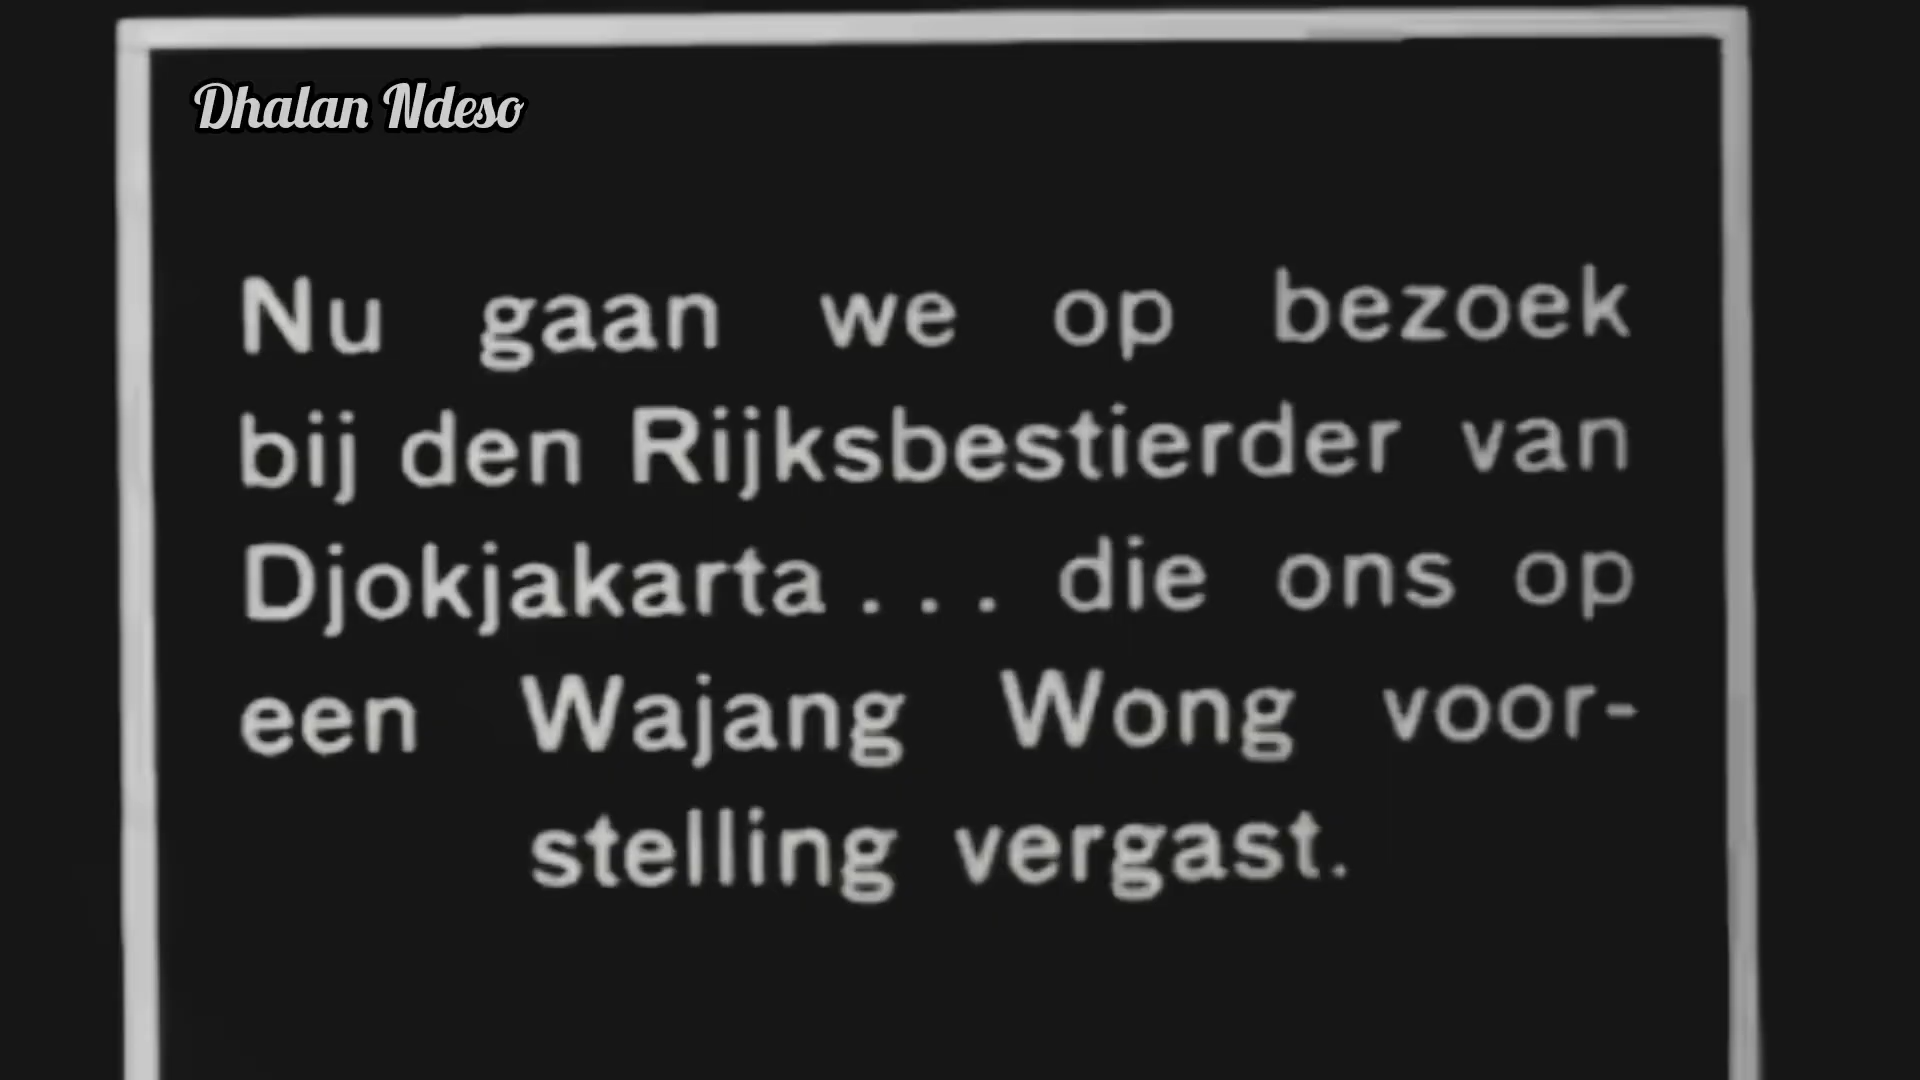 Dhalan Ndeso
Nu gaan we op bezoek
bij den Rijksbestierder van
Djokjakarta... die ons op
een Wajang Wong voor-
stelling vergast.